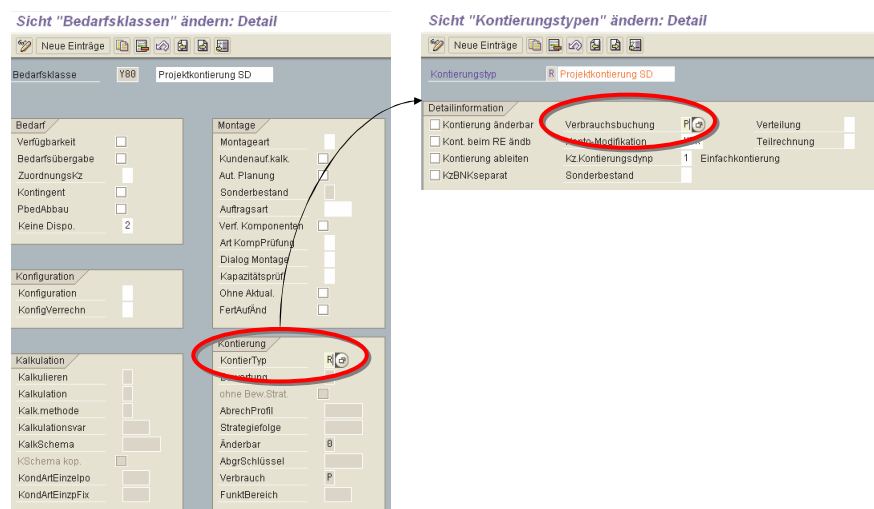 Sicht "Bedarfsklassen" ändern: Detail
Neue Einträge
Bedarfsklasse Y80 Projektkontierung SD
Bedarf
Verfügbarkeit
Bedarfsübergabe
ZuordnungsKz
Kontingent
PbedAbbau
Keine Dispo. 2
Konfiguration
Konfiguration
KonfigVerrechn
Kalkulation
Kalkulieren
Kalkulation
Kalk.methode
Kalkulationsvar
KalkSchema
KSchema kop.
KondArtEinzelpo
KondArtEinzpFix
Montage
Montageart
Kundenauf.kalk.
Aut. Planung
Sonderbestand
Auftragsart
Verf. Komponenten
Art KompPrüfung
Dialog Montage
Kapazitätsprüf
Ohne Aktual.
FertAufÄnd
Kontierung
KontierTyp R
Bewertung
ohne Bew.Strat.
AbrechProfil
Strategiefolge
Änderbar 0
AbgrSchlüssel
Verbrauch P
FunktBereich
Sicht "Kontierungstypen" ändern: Detail
Neue Einträge
Kontierungstyp R Projektkontierung SD
Detailinformation
Kontierung änderbar Verbrauchsbuchung P Verteilung
Kont. beim RE ändb Konto-Modifikation Teilrechnung
Kontierung ableiten Kz.Kontierungsdynp 1 Einfachkontierung
KzBNKseparat Sonderbestand